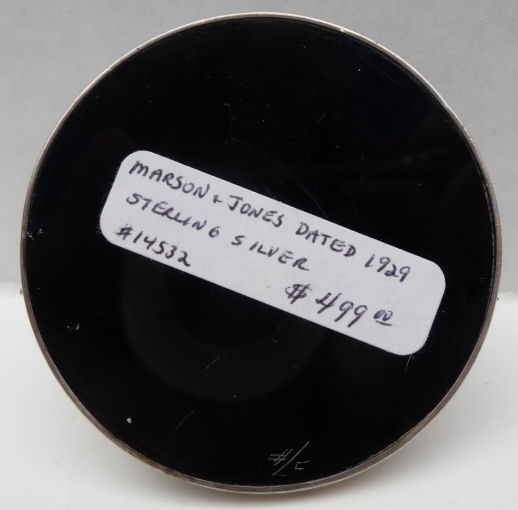 MARSON + JONES DATED 1929
STERLING SILVER
#14532
$499.00